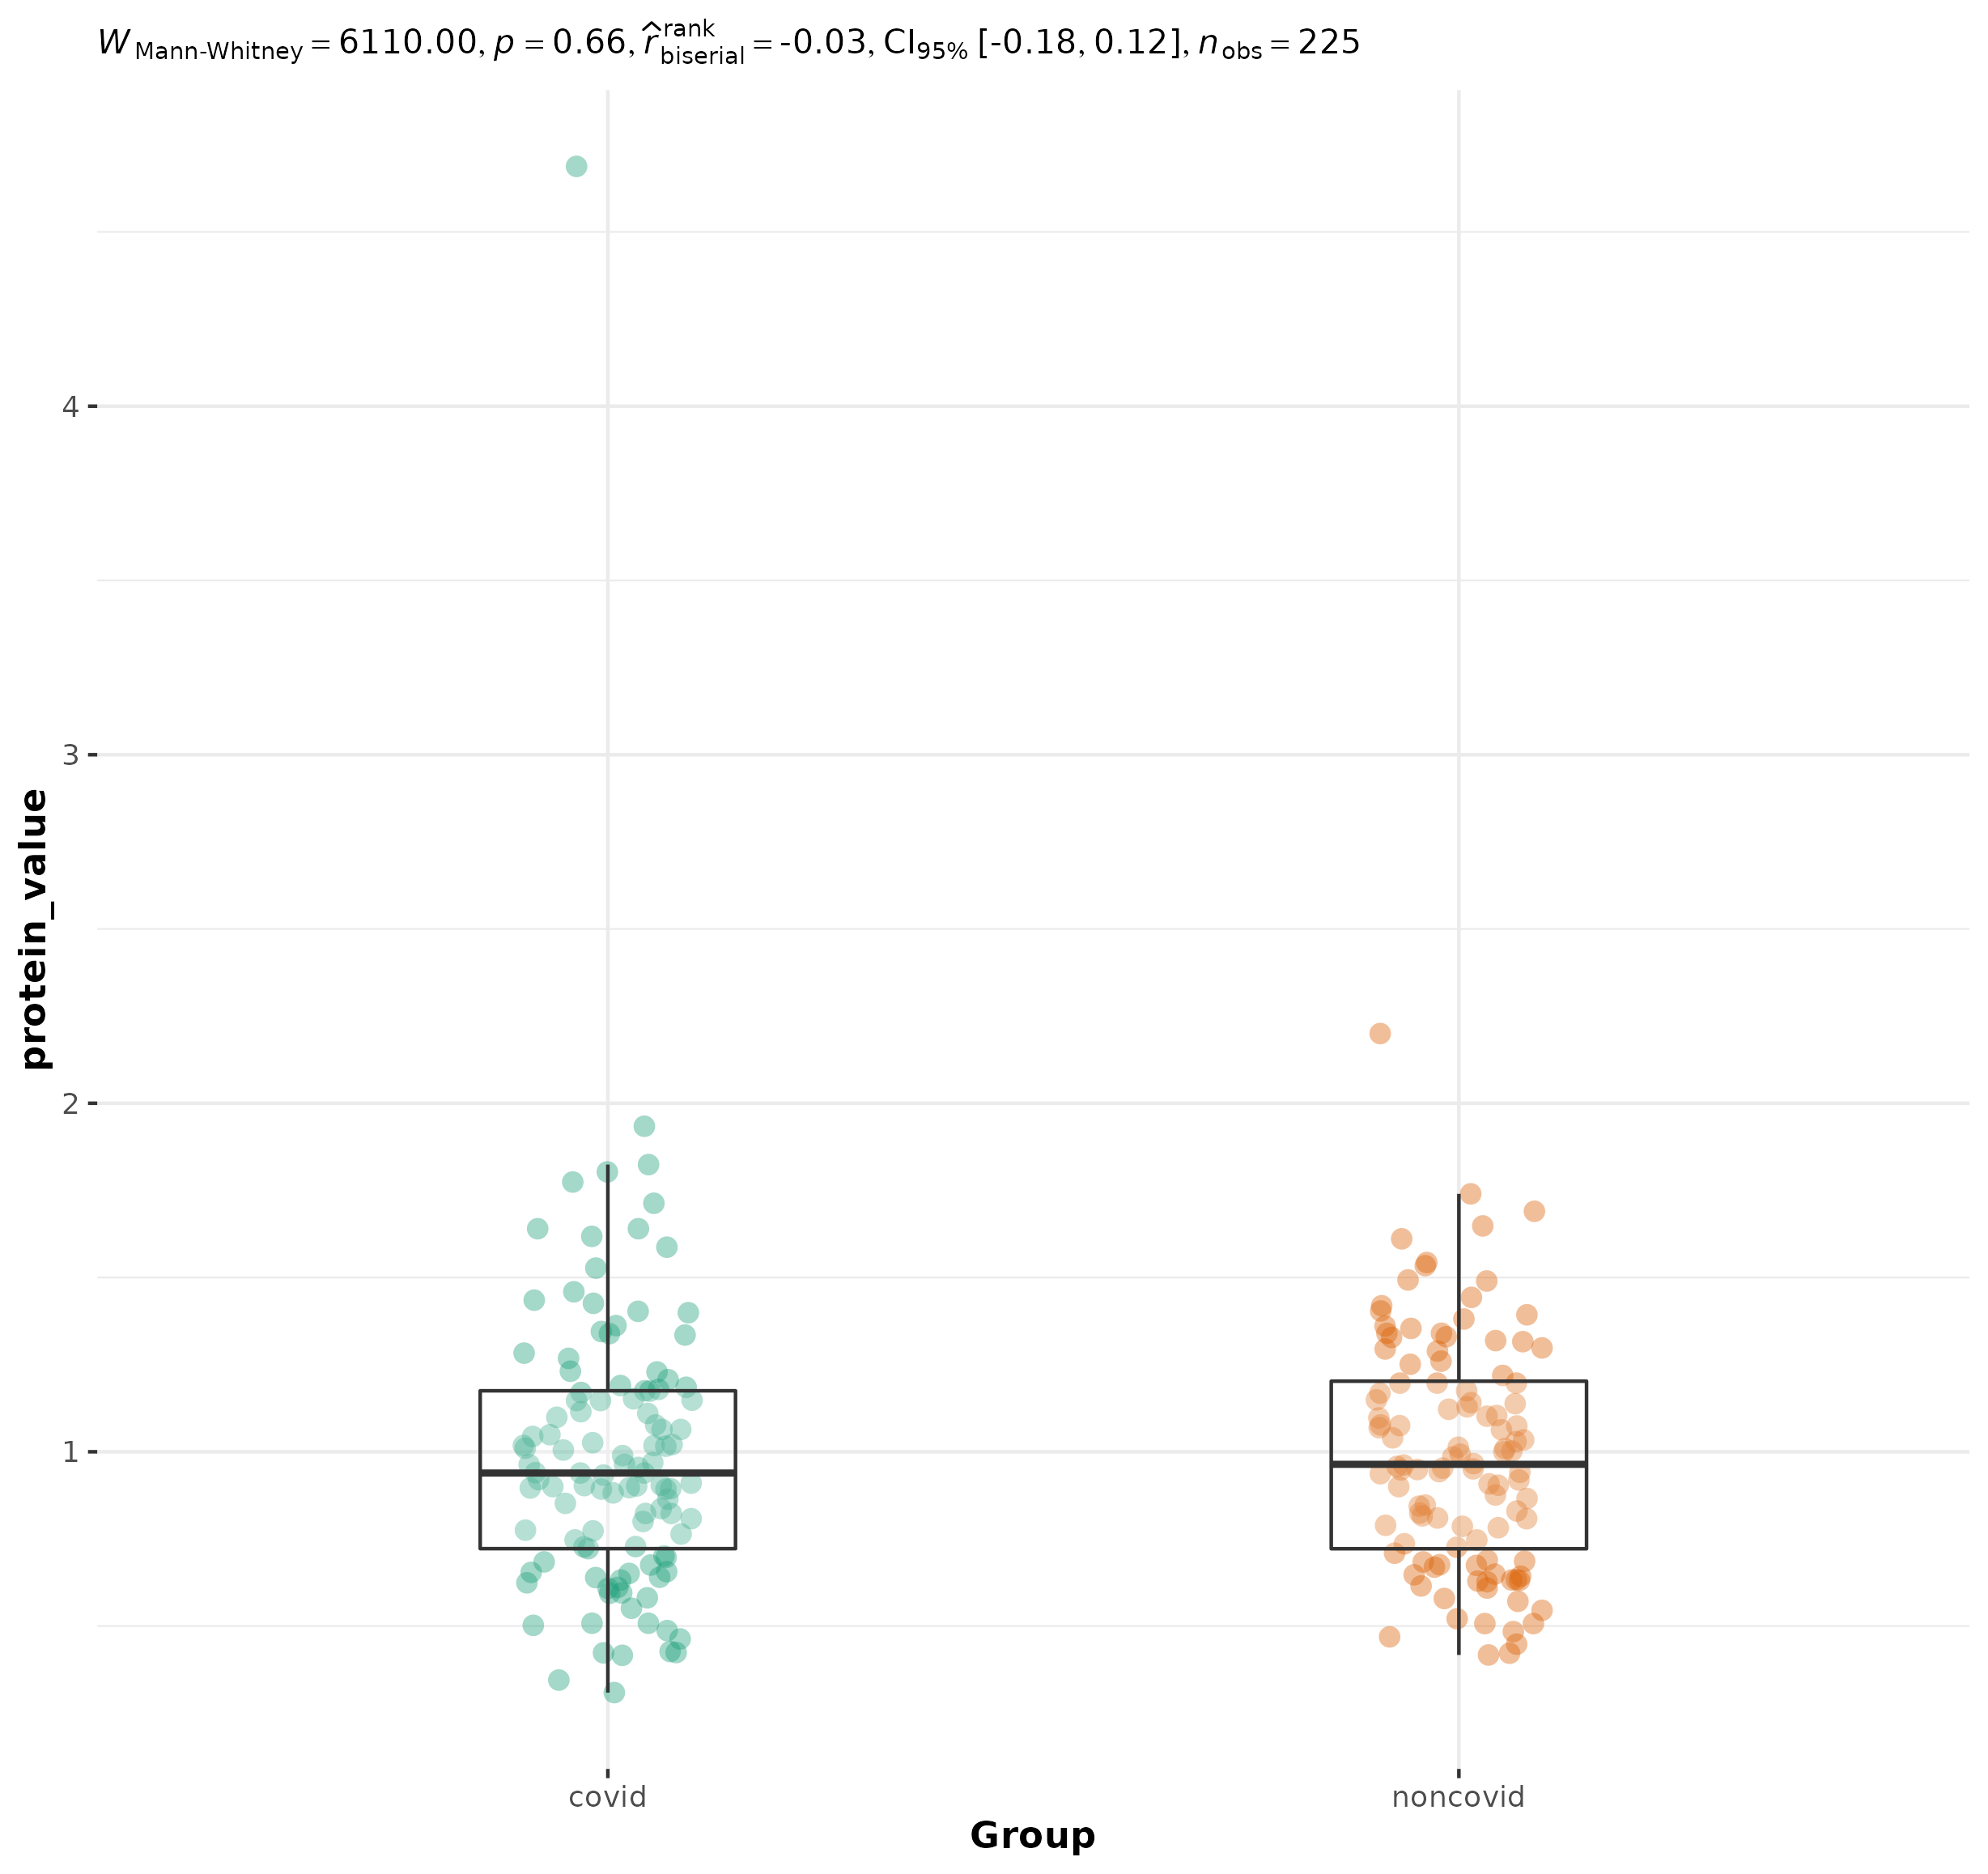 W Mann-Whitney = 6110.00, p = 0.66, r̂ rank biserial = -0.03, CI95% [-0.18, 0.12], nobs = 225
4
3
2
1
protein_value
covid noncovid
Group